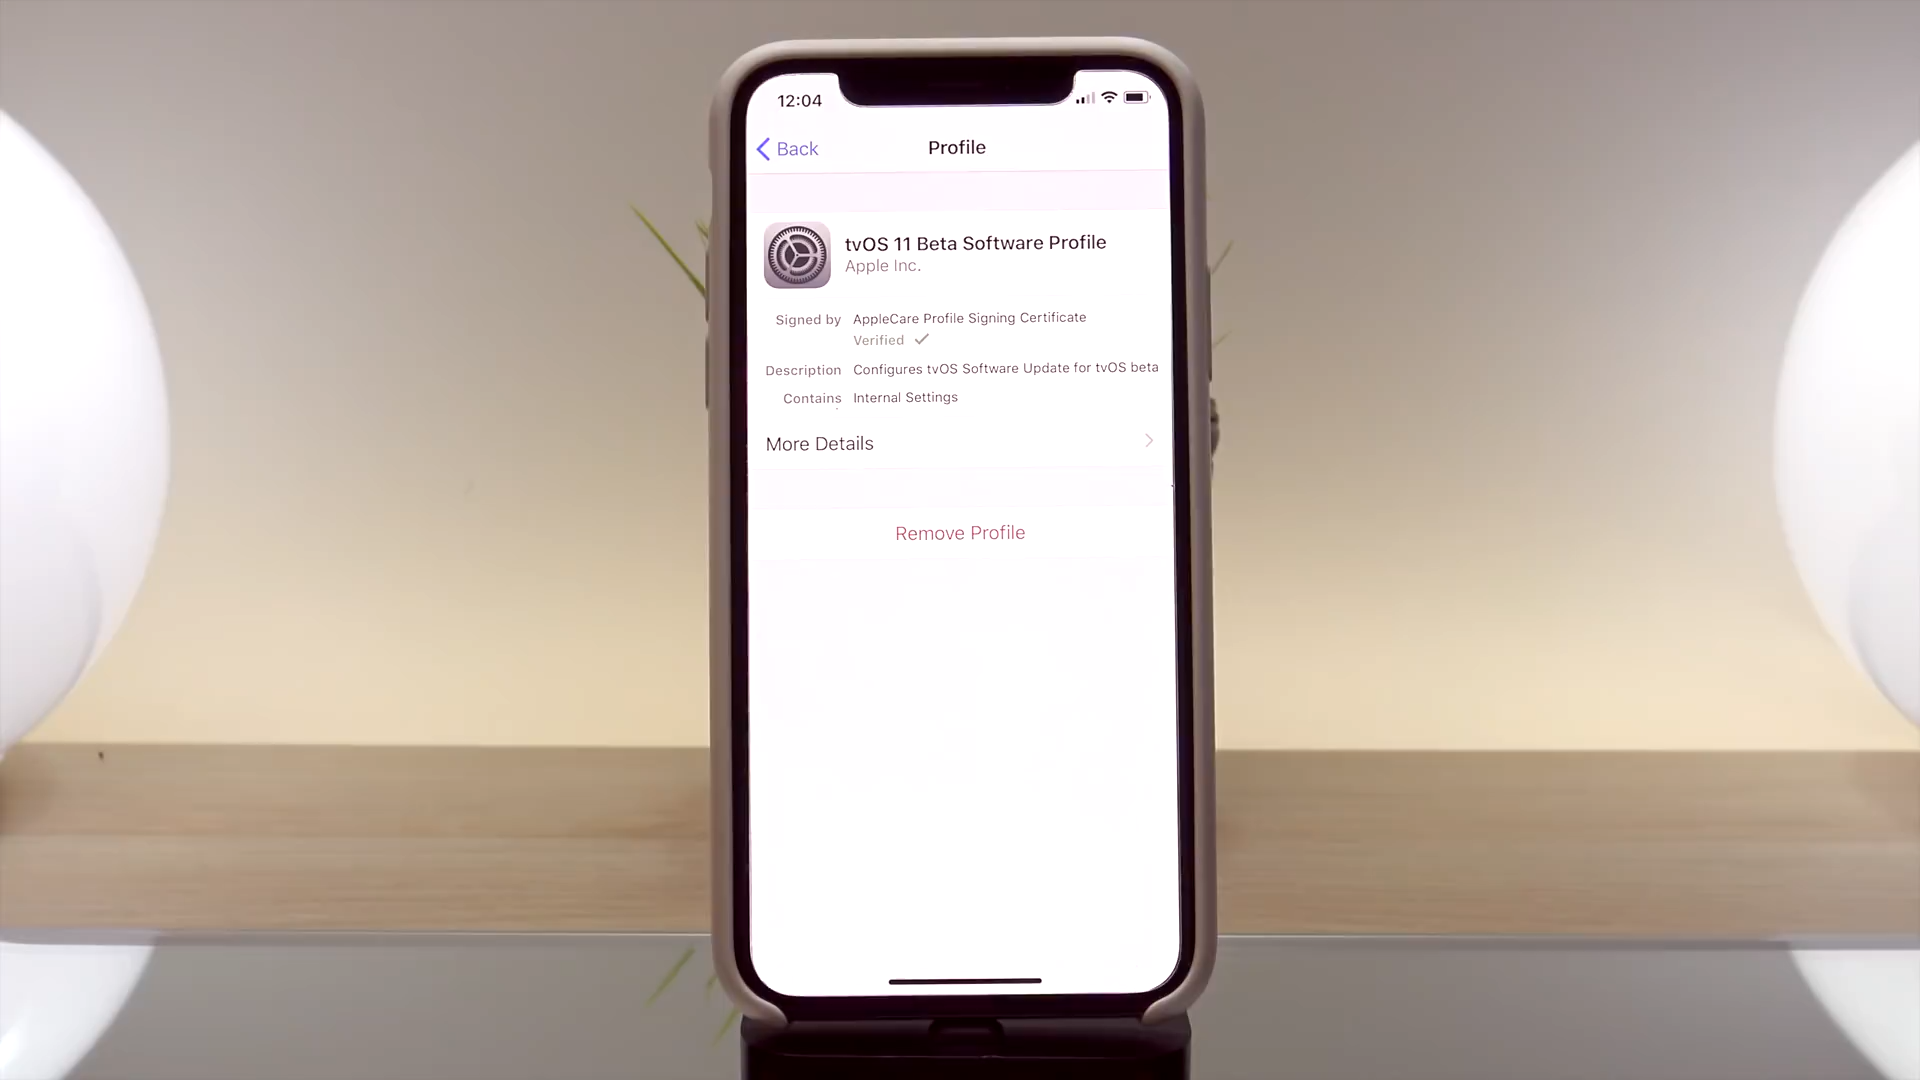 12:04
Back
Profile
tvOS 11 Beta Software Profile
Apple Inc.
Signed by AppleCare Profile Signing Certificate
Verified ✓
Description Configures tvOS Software Update for tvOS beta
Contains Internal Settings
More Details
Remove Profile